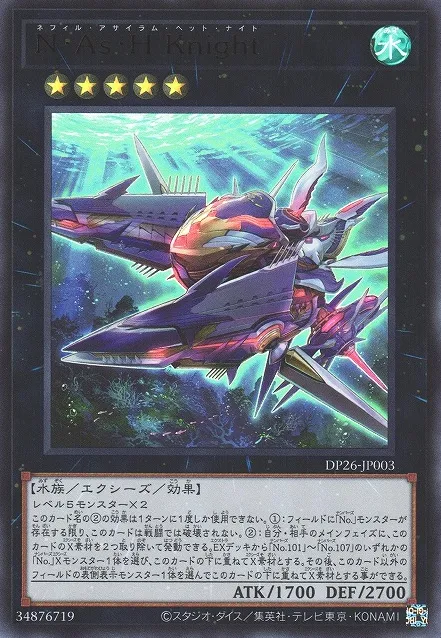 ネフィル・アサイラム・ヘット・ナイト
N・As・H Knight
水
DP26-JP003
【水族／エクシーズ／効果】
レベル５モンスター×２
このカード名の②の効果は１ターンに１度しか使用できない。①：フィールドに「No.」モンスターが
存在する限り、このカードは戦闘では破壊されない。②：自分・相手のメインフェイズに、この
カードのX素材を２つ取り除いて発動できる。EXデッキから「No.101」～「No.107」のいずれかの
「No.」Xモンスター１体を選び、このカードの下に重ねてX素材とする。その後、このカード以外の
フィールドの表側表示モンスター１体を選んでこのカードの下に重ねてX素材とする事ができる。
ATK/1700 DEF/2700
34876719
©スタジオ・ダイス／集英社・テレビ東京・KONAMI